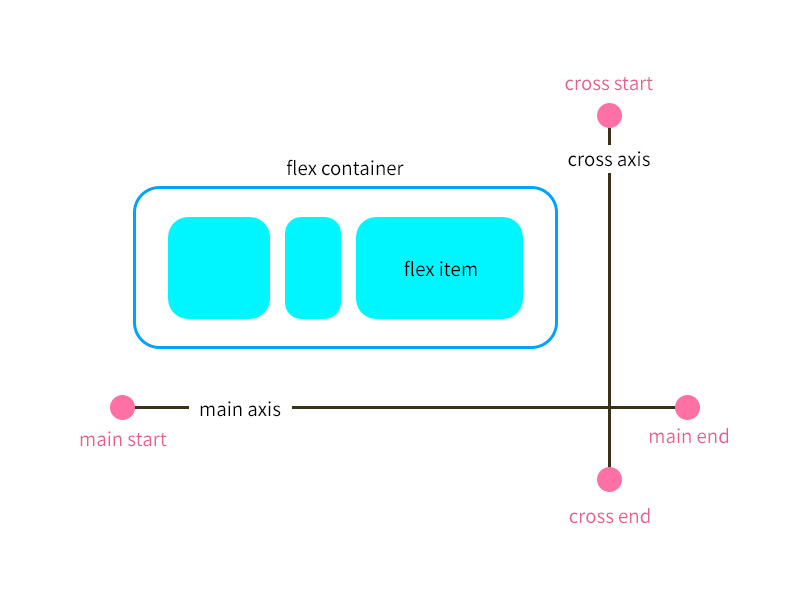 cross start
cross axis
flex container
flex item
main axis
main start
main end
cross end